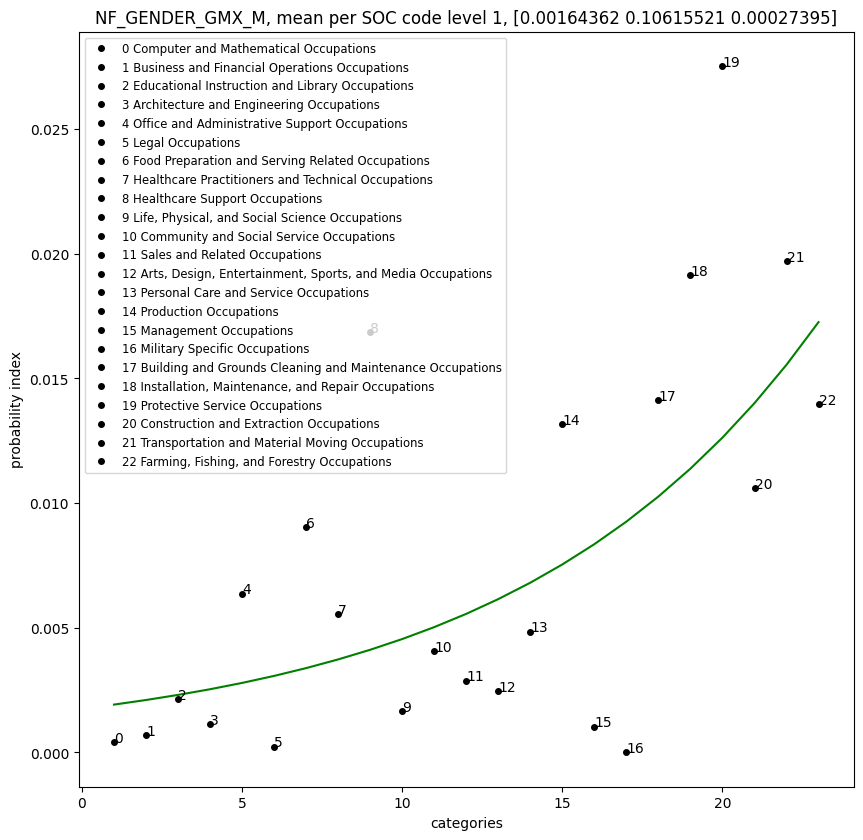 NF_GENDER_GMX_M, mean per SOC code level 1, [0.00164362 0.10615521 0.00027395]
0 Computer and Mathematical Occupations
1 Business and Financial Operations Occupations
2 Educational Instruction and Library Occupations
3 Architecture and Engineering Occupations
4 Office and Administrative Support Occupations
5 Legal Occupations
6 Food Preparation and Serving Related Occupations
7 Healthcare Practitioners and Technical Occupations
8 Healthcare Support Occupations
9 Life, Physical, and Social Science Occupations
10 Community and Social Service Occupations
11 Sales and Related Occupations
12 Arts, Design, Entertainment, Sports, and Media Occupations
13 Personal Care and Service Occupations
14 Production Occupations
15 Management Occupations
16 Military Specific Occupations
17 Building and Grounds Cleaning and Maintenance Occupations
18 Installation, Maintenance, and Repair Occupations
19 Protective Service Occupations
20 Construction and Extraction Occupations
21 Transportation and Material Moving Occupations
22 Farming, Fishing, and Forestry Occupations
probability index
0.025
0.020
0.015
0.010
0.005
0.000
0
1
2
3
4
5
6
7
8
9
10
11
12
13
14
15
16
17
18
19
20
21
22
0 5 10 15 20
categories